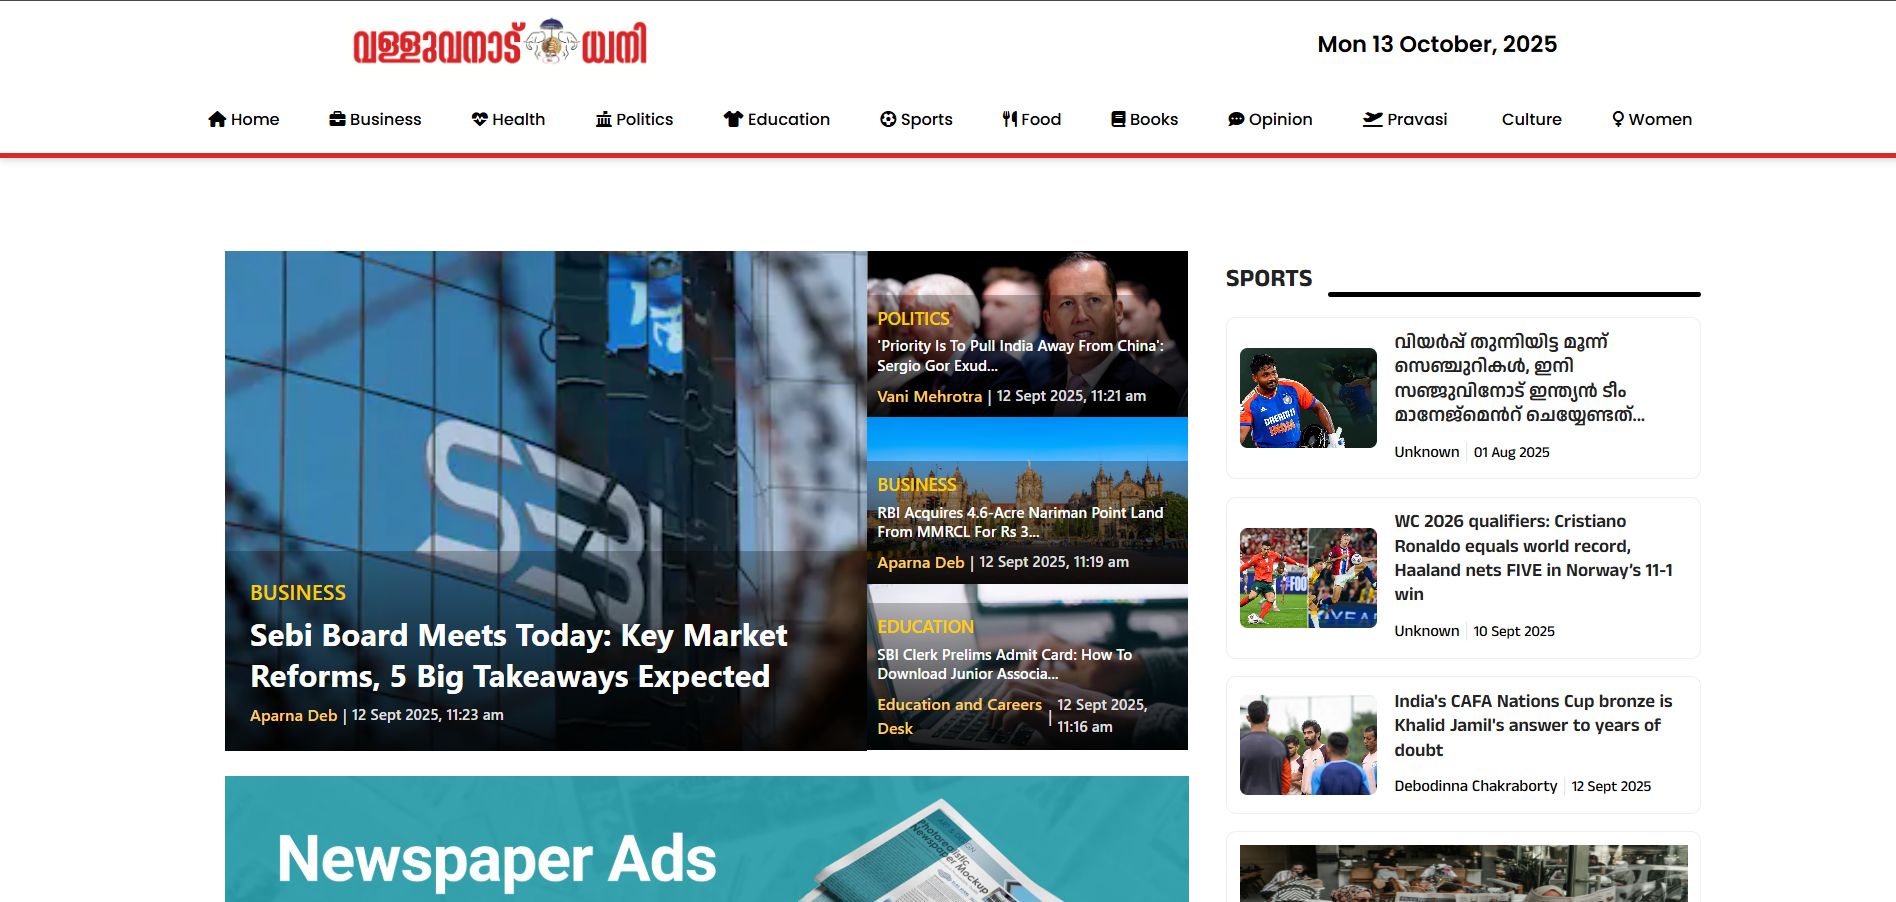 വള്ളുവനാട് ധ്വനി
Mon 13 October, 2025
Home Business Health Politics Education Sports Food Books Opinion Pravasi Culture Women
BUSINESS
Sebi Board Meets Today: Key Market
Reforms, 5 Big Takeaways Expected
Aparna Deb | 12 Sept 2025, 11:23 am
POLITICS
'Priority Is To Pull India Away From China':
Sergio Gor Exud...
Vani Mehrotra | 12 Sept 2025, 11:21 am
BUSINESS
RBI Acquires 4.6-Acre Nariman Point Land
From MMRCL For Rs 3...
Aparna Deb | 12 Sept 2025, 11:19 am
EDUCATION
SBI Clerk Prelims Admit Card: How To
Download Junior Associa...
Education and Careers
Desk
| 12 Sept 2025,
11:16 am
Newspaper Ads
Photorealistic
Newspaper Mockup
SPORTS
DREAM11
INDIA
വിയർപ്പ് തുന്നിയിട്ട മൂന്ന്
സെഞ്ചുറികൾ, ഇനി
സഞ്ജുവിനോട് ഇന്ത്യൻ ടീം
മാനേജ്മെൻറ് ചെയ്യേണ്ടത്...
Unknown 01 Aug 2025
WC 2026 qualifiers: Cristiano
Ronaldo equals world record,
Haaland nets FIVE in Norway’s 11-1
win
Unknown 10 Sept 2025
India's CAFA Nations Cup bronze is
Khalid Jamil's answer to years of
doubt
Debodinna Chakraborty 12 Sept 2025